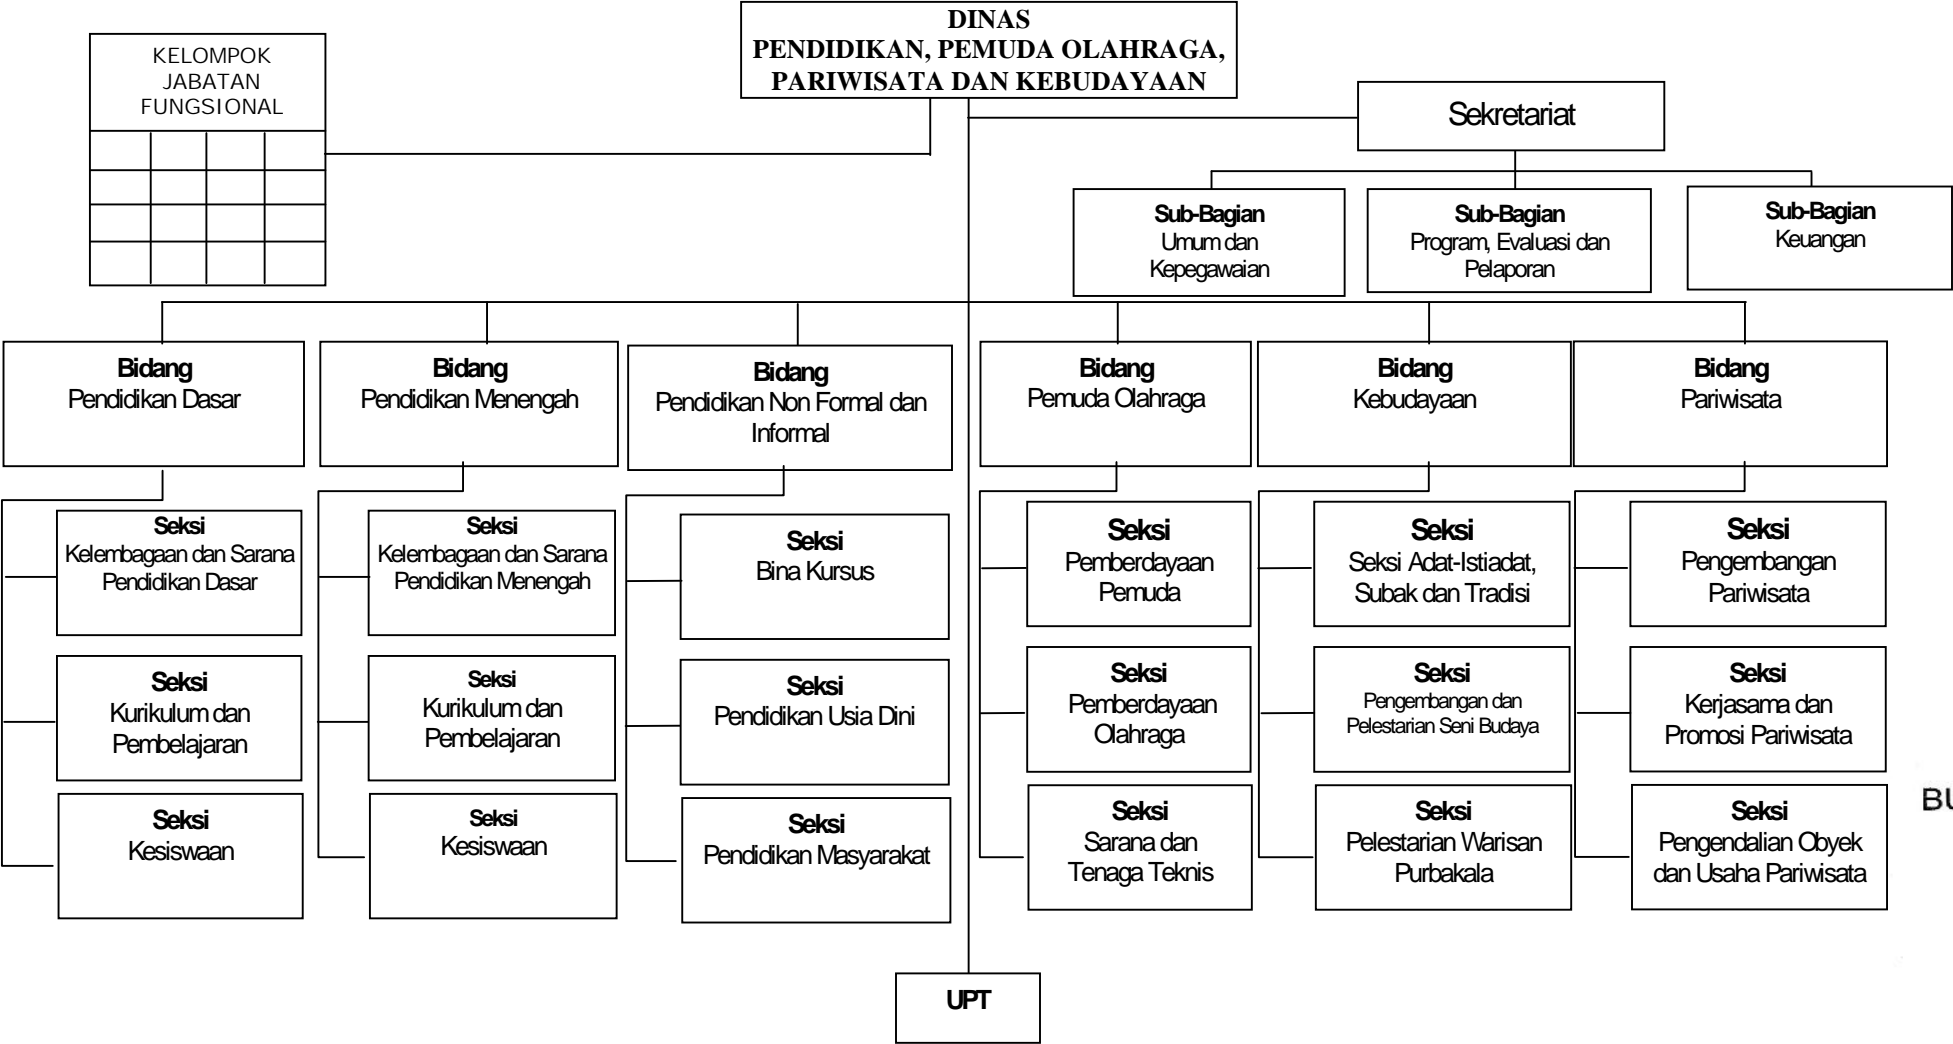 DINAS
PENDIDIKAN, PEMUDA OLAHRAGA,
PARIWISATA DAN KEBUDAYAAN
KELOMPOK
JABATAN
FUNGSIONAL
Sekretariat
Sub-Bagian
Umum dan
Kepegawaian
Sub-Bagian
Program, Evaluasi dan
Pelaporan
Sub-Bagian
Keuangan
Bidang
Pendidikan Dasar
Bidang
Pendidikan Menengah
Bidang
Pendidikan Non Formal dan
Informal
Bidang
Pemuda Olahraga
Bidang
Kebudayaan
Bidang
Pariwisata
Seksi
Kelembagaan dan Sarana
Pendidikan Dasar
Seksi
Kurikulum dan
Pembelajaran
Seksi
Kesiswaan
Seksi
Kelembagaan dan Sarana
Pendidikan Menengah
Seksi
Kurikulum dan
Pembelajaran
Seksi
Kesiswaan
Seksi
Bina Kursus
Seksi
Pendidikan Usia Dini
Seksi
Pendidikan Masyarakat
Seksi
Pemberdayaan
Pemuda
Seksi
Pemberdayaan
Olahraga
Seksi
Sarana dan
Tenaga Teknis
Seksi
Seksi Adat-Istiadat,
Subak dan Tradisi
Seksi
Pengembangan dan
Pelestarian Seni Budaya
Seksi
Pelestarian Warisan
Purbakala
Seksi
Pengembangan
Pariwisata
Seksi
Kerjasama dan
Promosi Pariwisata
Seksi
Pengendalian Obyek
dan Usaha Pariwisata
UPT